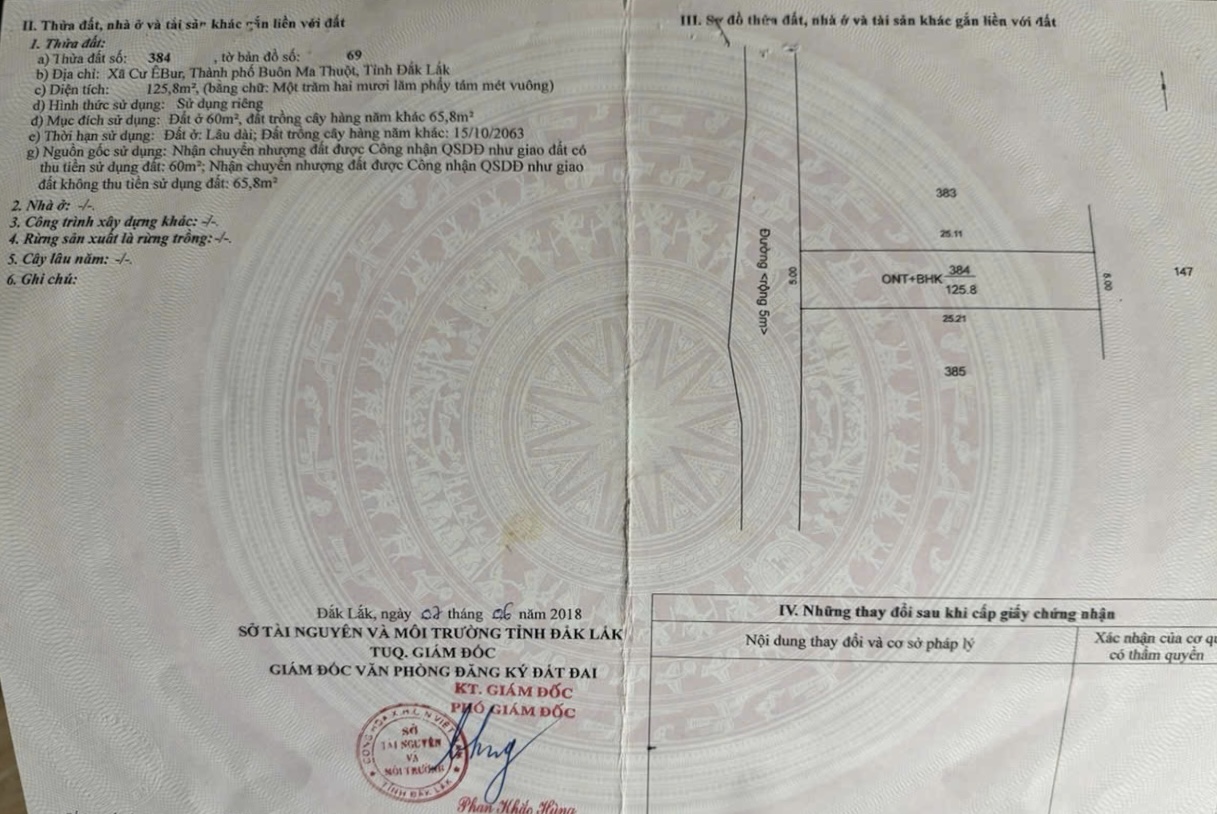 II. Thửa đất, nhà ở và tài sản khác gắn liền với đất
1. Thửa đất:
a) Thửa đất số: 384 , tờ bản đồ số: 69
b) Địa chỉ: Xã Cư ÊBur, Thành phố Buôn Ma Thuột, Tỉnh Đắk Lắk
c) Diện tích: 125,8m², (bằng chữ: Một trăm hai mươi lăm phẩy tám mét vuông)
d) Hình thức sử dụng: Sử dụng riêng
đ) Mục đích sử dụng: Đất ở 60m², đất trồng cây hàng năm khác 65,8m²
e) Thời hạn sử dụng: Đất ở: Lâu dài; Đất trồng cây hàng năm khác: 15/10/2063
g) Nguồn gốc sử dụng: Nhận chuyển nhượng đất được Công nhận QSDĐ như giao đất có
thu tiền sử dụng đất: 60m²; Nhận chuyển nhượng đất được Công nhận QSDĐ như giao
đất không thu tiền sử dụng đất: 65,8m²
2. Nhà ở: -/-.
3. Công trình xây dựng khác: -/-.
4. Rừng sản xuất là rừng trồng: -/-.
5. Cây lâu năm: -/-.
6. Ghi chú:
Đắk Lắk, ngày 07 tháng 06 năm 2018
SỞ TÀI NGUYÊN VÀ MÔI TRƯỜNG TỈNH ĐẮK LẮK
TUQ. GIÁM ĐỐC
GIÁM ĐỐC VĂN PHÒNG ĐĂNG KÝ ĐẤT ĐAI
KT. GIÁM ĐỐC
PHÓ GIÁM ĐỐC
SỞ
TÀI NGUYÊN
VÀ
MÔI TRƯỜNG
TỈNH ĐẮK LẮK
Phan Khắc Hùng
III. Sơ đồ thửa đất, nhà ở và tài sản khác gắn liền với đất
383
25.11
Đường <rộng 5m>
5.00
ONT+BHK 384
125.8
5.00
147
25.21
385
IV. Những thay đổi sau khi cấp giấy chứng nhận
Nội dung thay đổi và cơ sở pháp lý
Xác nhận của cơ qu
có thẩm quyền